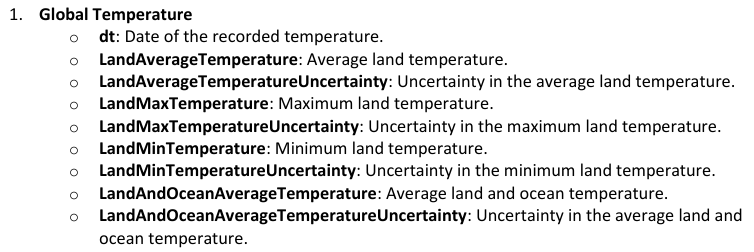 1. Global Temperature
○ dt: Date of the recorded temperature.
○ LandAverageTemperature: Average land temperature.
○ LandAverageTemperatureUncertainty: Uncertainty in the average land temperature.
○ LandMaxTemperature: Maximum land temperature.
○ LandMaxTemperatureUncertainty: Uncertainty in the maximum land temperature.
○ LandMinTemperature: Minimum land temperature.
○ LandMinTemperatureUncertainty: Uncertainty in the minimum land temperature.
○ LandAndOceanAverageTemperature: Average land and ocean temperature.
○ LandAndOceanAverageTemperatureUncertainty: Uncertainty in the average land and
ocean temperature.